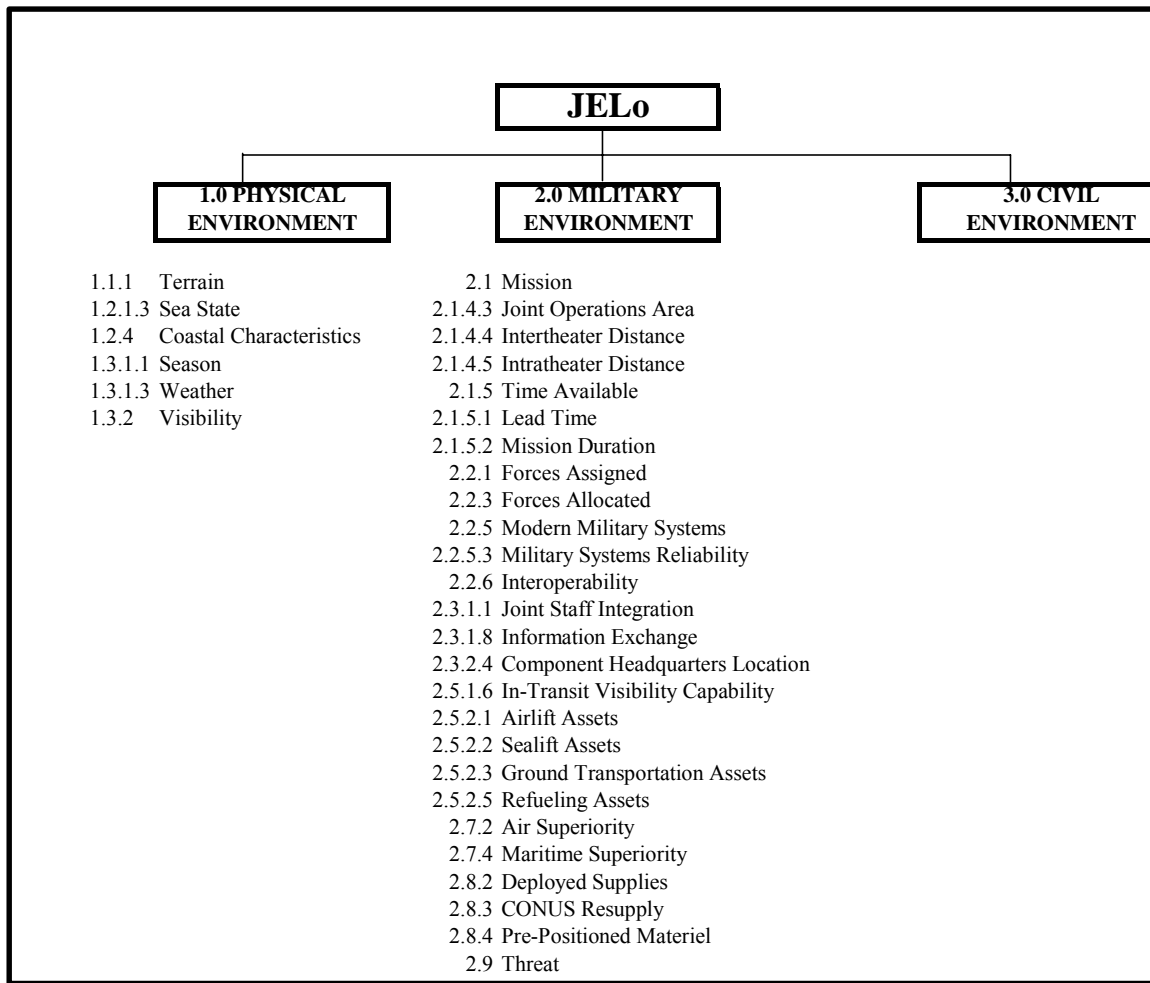 JELo
1.0 PHYSICAL
ENVIRONMENT
2.0 MILITARY
ENVIRONMENT
3.0 CIVIL
ENVIRONMENT
1.1.1 Terrain
1.2.1.3 Sea State
1.2.4 Coastal Characteristics
1.3.1.1 Season
1.3.1.3 Weather
1.3.2 Visibility
2.1 Mission
2.1.4.3 Joint Operations Area
2.1.4.4 Intertheater Distance
2.1.4.5 Intratheater Distance
2.1.5 Time Available
2.1.5.1 Lead Time
2.1.5.2 Mission Duration
2.2.1 Forces Assigned
2.2.3 Forces Allocated
2.2.5 Modern Military Systems
2.2.5.3 Military Systems Reliability
2.2.6 Interoperability
2.3.1.1 Joint Staff Integration
2.3.1.8 Information Exchange
2.3.2.4 Component Headquarters Location
2.5.1.6 In-Transit Visibility Capability
2.5.2.1 Airlift Assets
2.5.2.2 Sealift Assets
2.5.2.3 Ground Transportation Assets
2.5.2.5 Refueling Assets
2.7.2 Air Superiority
2.7.4 Maritime Superiority
2.8.2 Deployed Supplies
2.8.3 CONUS Resupply
2.8.4 Pre-Positioned Materiel
2.9 Threat